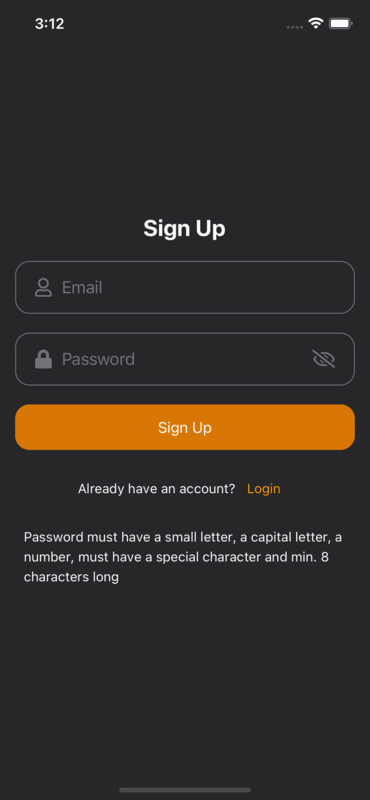 3:12
Sign Up
Email
Password
Sign Up
Already have an account? Login
Password must have a small letter, a capital letter, a
number, must have a special character and min. 8
characters long